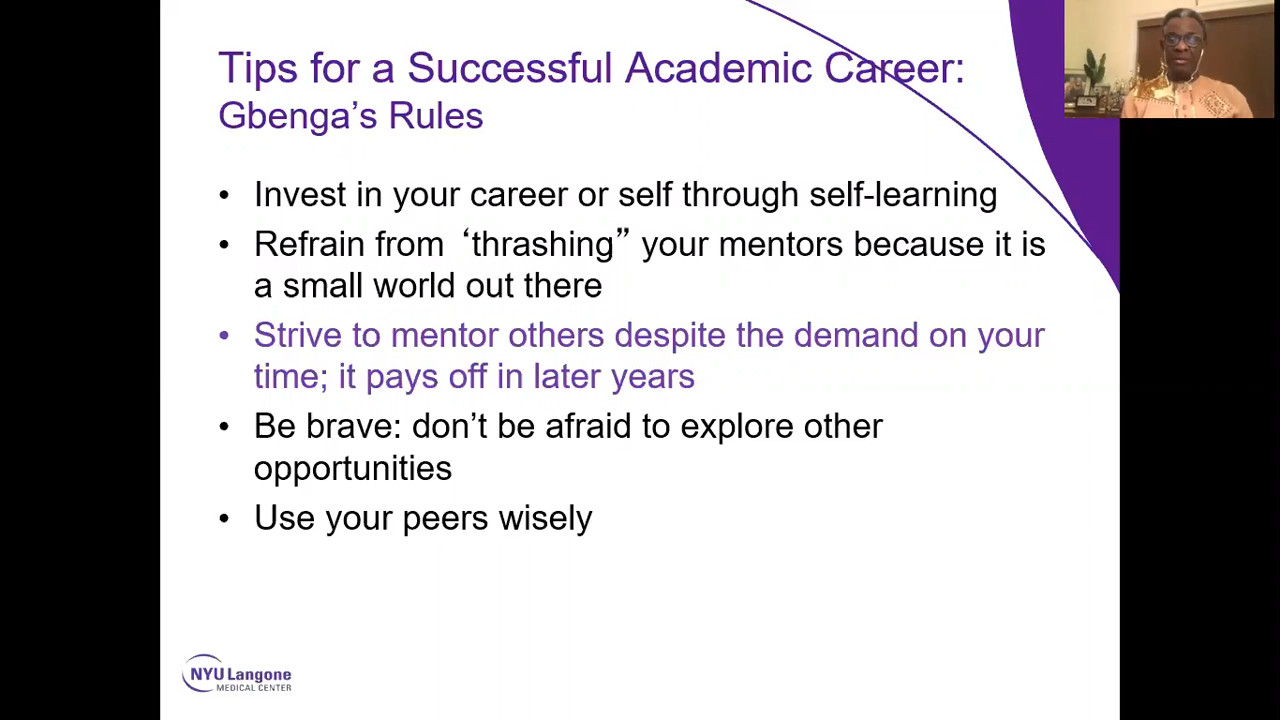 Tips for a Successful Academic Career:
Gbenga’s Rules
• Invest in your career or self through self-learning
• Refrain from ‘thrashing” your mentors because it is
a small world out there
• Strive to mentor others despite the demand on your
time; it pays off in later years
• Be brave: don’t be afraid to explore other
opportunities
• Use your peers wisely
NYU Langone
MEDICAL CENTER